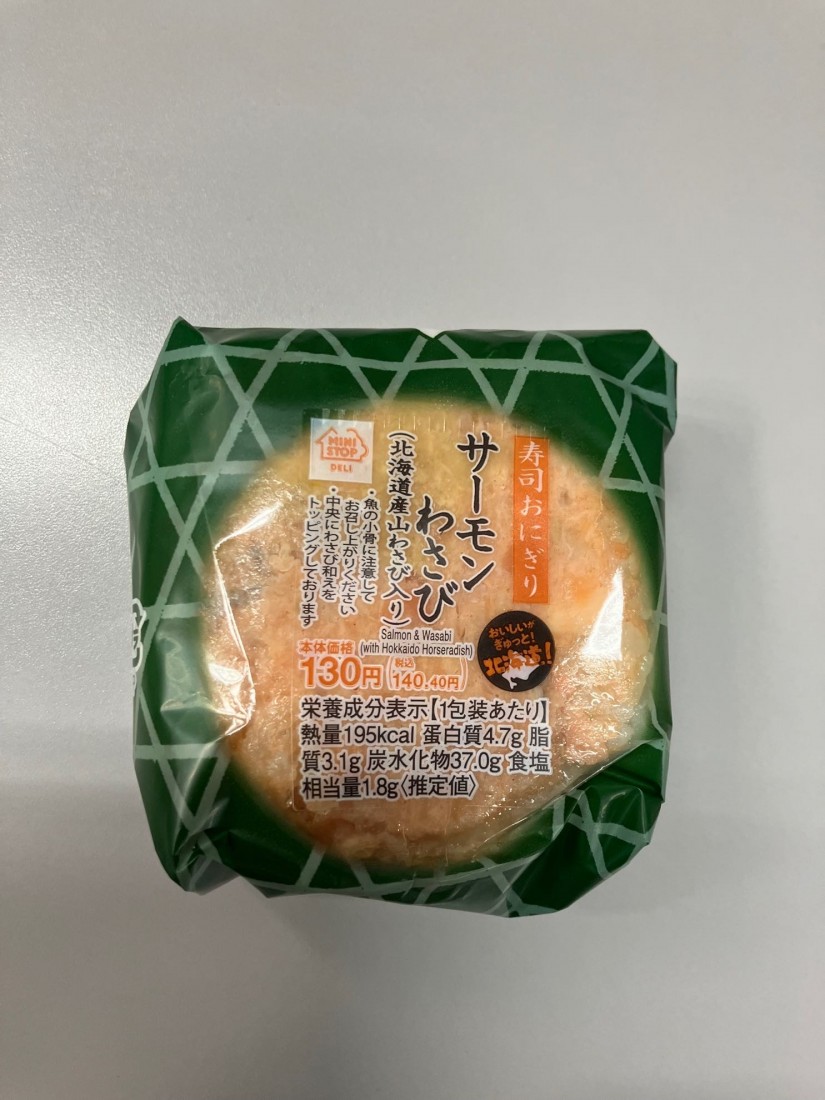 寿司おにぎり
サーモン
わさび
(北海道産山わさび入り)
MINI
STOP
DELI
・魚の小骨に注意して
お召し上がりください
・中央にわさび和えを
トッピングしております
Salmon & Wasabi
(with Hokkaido Horseradish)
おいしいが
ぎゅっと!
北海道!
本体価格
130円
(税込
140.40円)
栄養成分表示【1包装あたり】
熱量195kcal 蛋白質4.7g 脂
質3.1g 炭水化物37.0g 食塩
相当量1.8g〈推定値〉